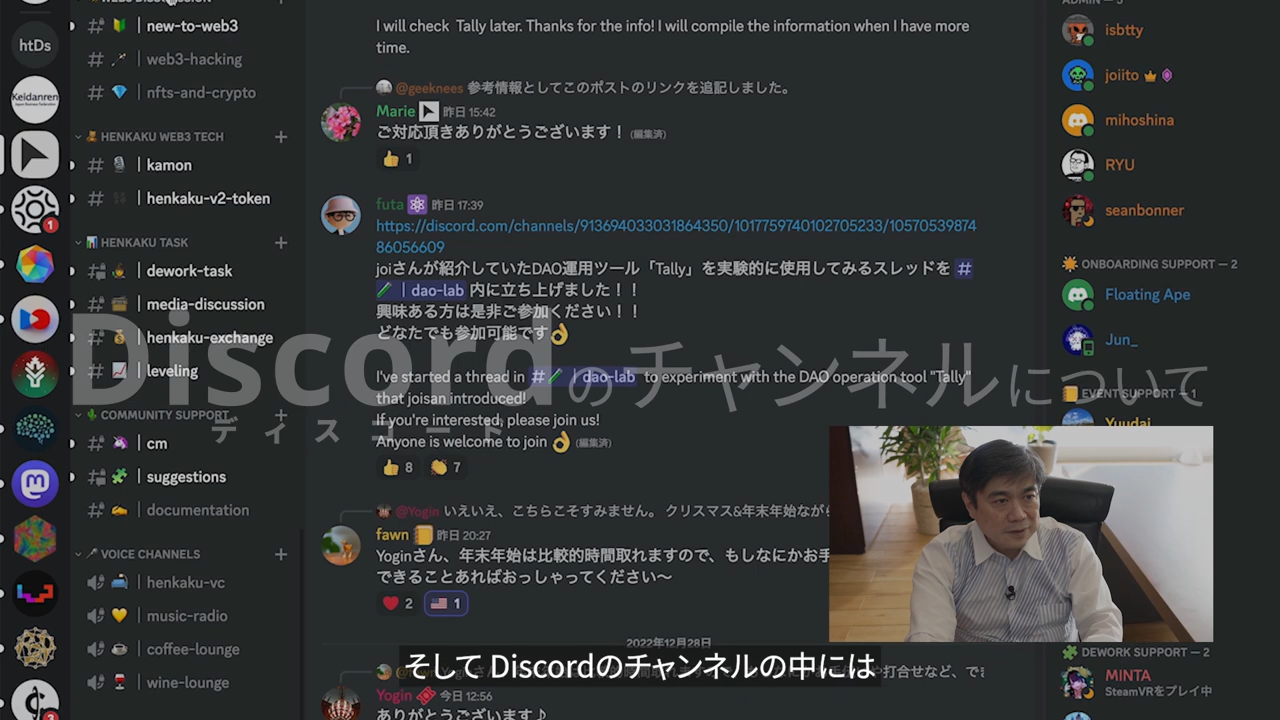 WEB3 DISCUSSION
new-to-web3
web3-hacking
nfts-and-crypto
HENKAKU WEB3 TECH
kamon
henkaku-v2-token
HENKAKU TASK
dework-task
media-discussion
henkaku-exchange
leveling
COMMUNITY SUPPORT
cm
suggestions
documentation
VOICE CHANNELS
henkaku-vc
music-radio
coffee-lounge
wine-lounge
htDs
Keidanren
1
I will check Tally later. Thanks for the info! I will compile the information when I have more
time.
@geeknees 参考情報としてこのポストのリンクを追記しました。
Marie 昨日 15:42
ご対応頂きありがとうございます！ (編集済)
1
futa 昨日 17:39
https://discord.com/channels/913694033031864350/1017759740102705233/10570539874
86056609
joiさんが紹介していたDAO運用ツール「Tally」を実験的に使用してみるスレッドを #
| dao-lab 内に立ち上げました！！
興味ある方は是非ご参加ください！！
どなたでも参加可能です
I've started a thread in # | dao-lab to experiment with the DAO operation tool "Tally"
that joisan introduced!
If you're interested, please join us!
Anyone is welcome to join (編集済)
8 7
@Yogin いえいえ、こちらこそすみません。 クリスマス&年末年始なが
fawn 昨日 20:27
Yoginさん、年末年始は比較的時間取れますので、もしなにかお手
できることあればおっしゃってください〜
2 1
2022年12月28日
Yogin 今日 12:56
ありがとうございます♪
Discordのチャンネルについて
ディスコード
そして Discordのチャンネルの中には
ADMIN — 5
isbtty
joiito
mihoshina
RYU
seanbonner
ONBOARDING SUPPORT — 2
Floating Ape
Jun_
EVENT SUPPORT — 1
Yuudai
DEWORK SUPPORT — 2
MINTA
SteamVRをプレイ中